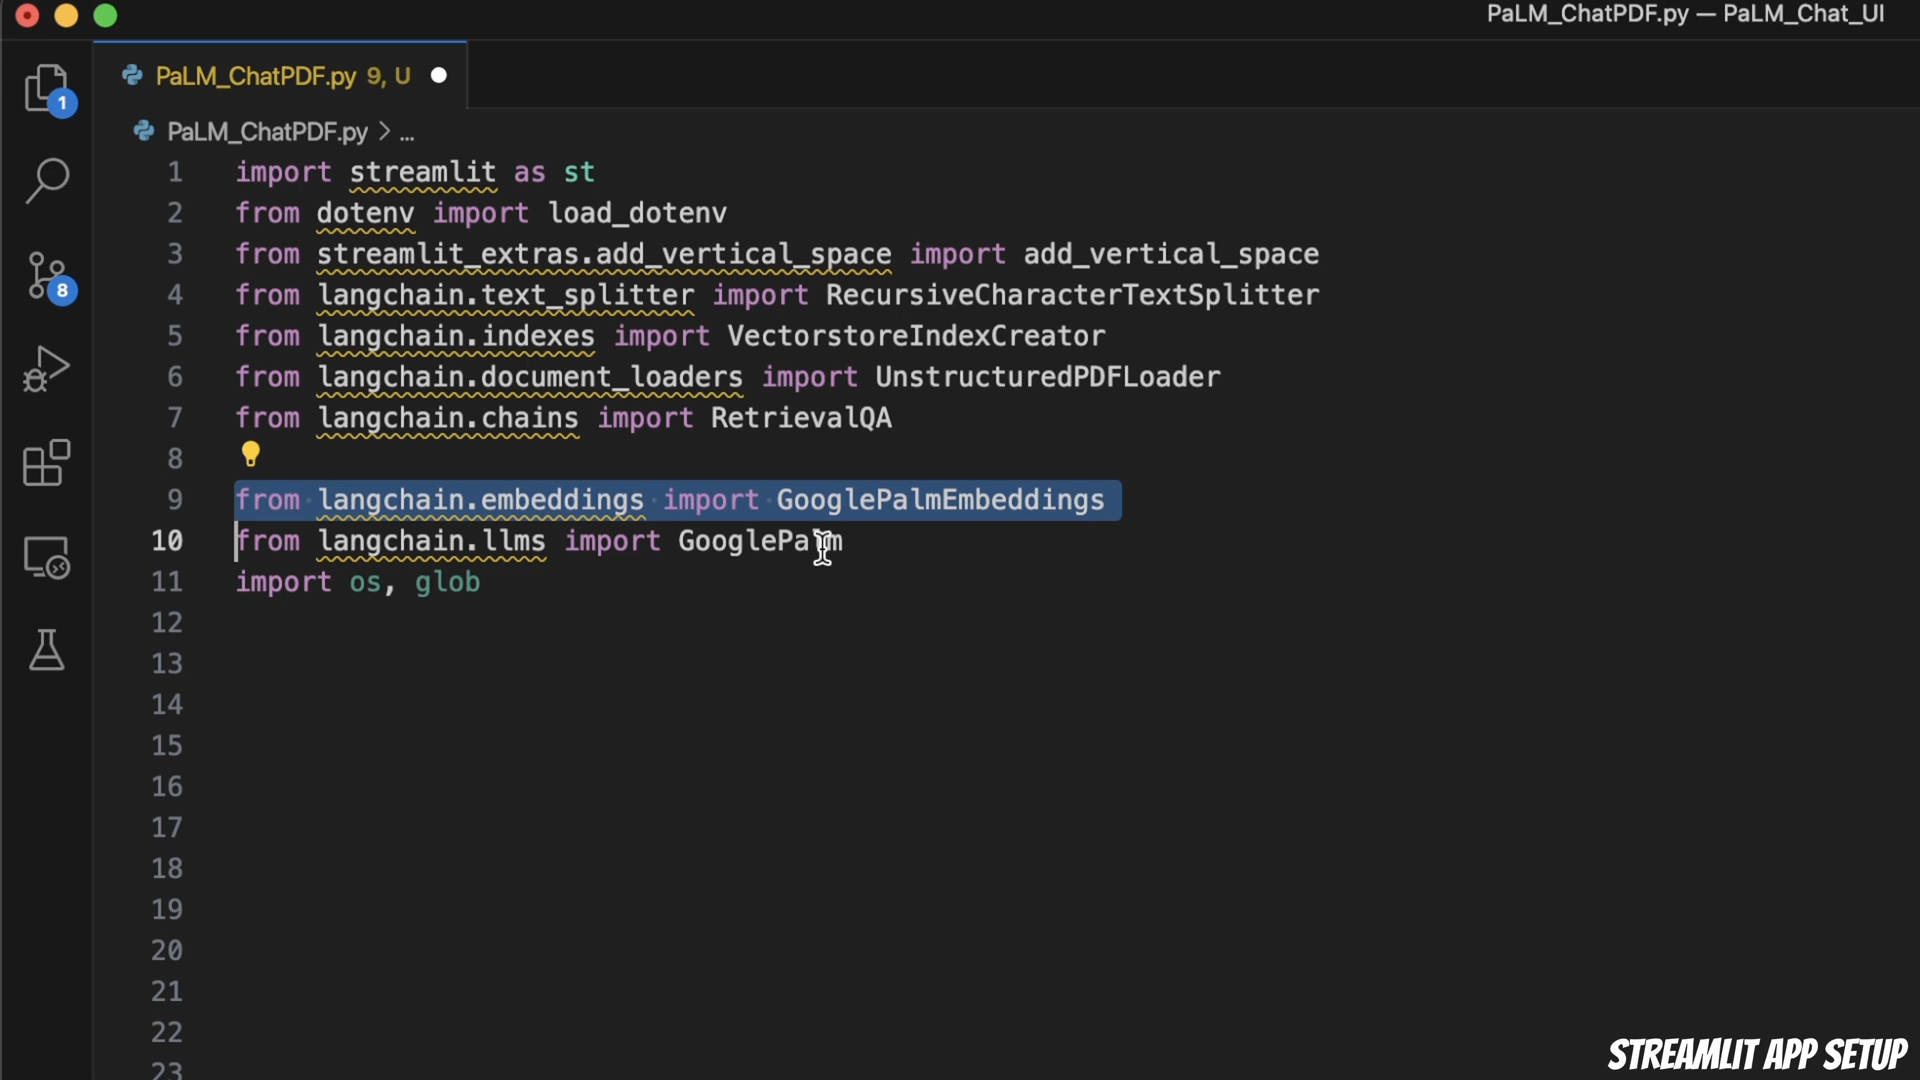 PaLM_ChatPDF.py — PaLM_Chat_UI
PaLM_ChatPDF.py 9, U
PaLM_ChatPDF.py > ...
1
8
1 import streamlit as st
2 from dotenv import load_dotenv
3 from streamlit_extras.add_vertical_space import add_vertical_space
4 from langchain.text_splitter import RecursiveCharacterTextSplitter
5 from langchain.indexes import VectorstoreIndexCreator
6 from langchain.document_loaders import UnstructuredPDFLoader
7 from langchain.chains import RetrievalQA
8
9 from langchain.embeddings import GooglePalmEmbeddings
10 from langchain.llms import GooglePalm
11 import os, glob
12
13
14
15
16
17
18
19
20
21
22
23
STREAMLIT APP SETUP